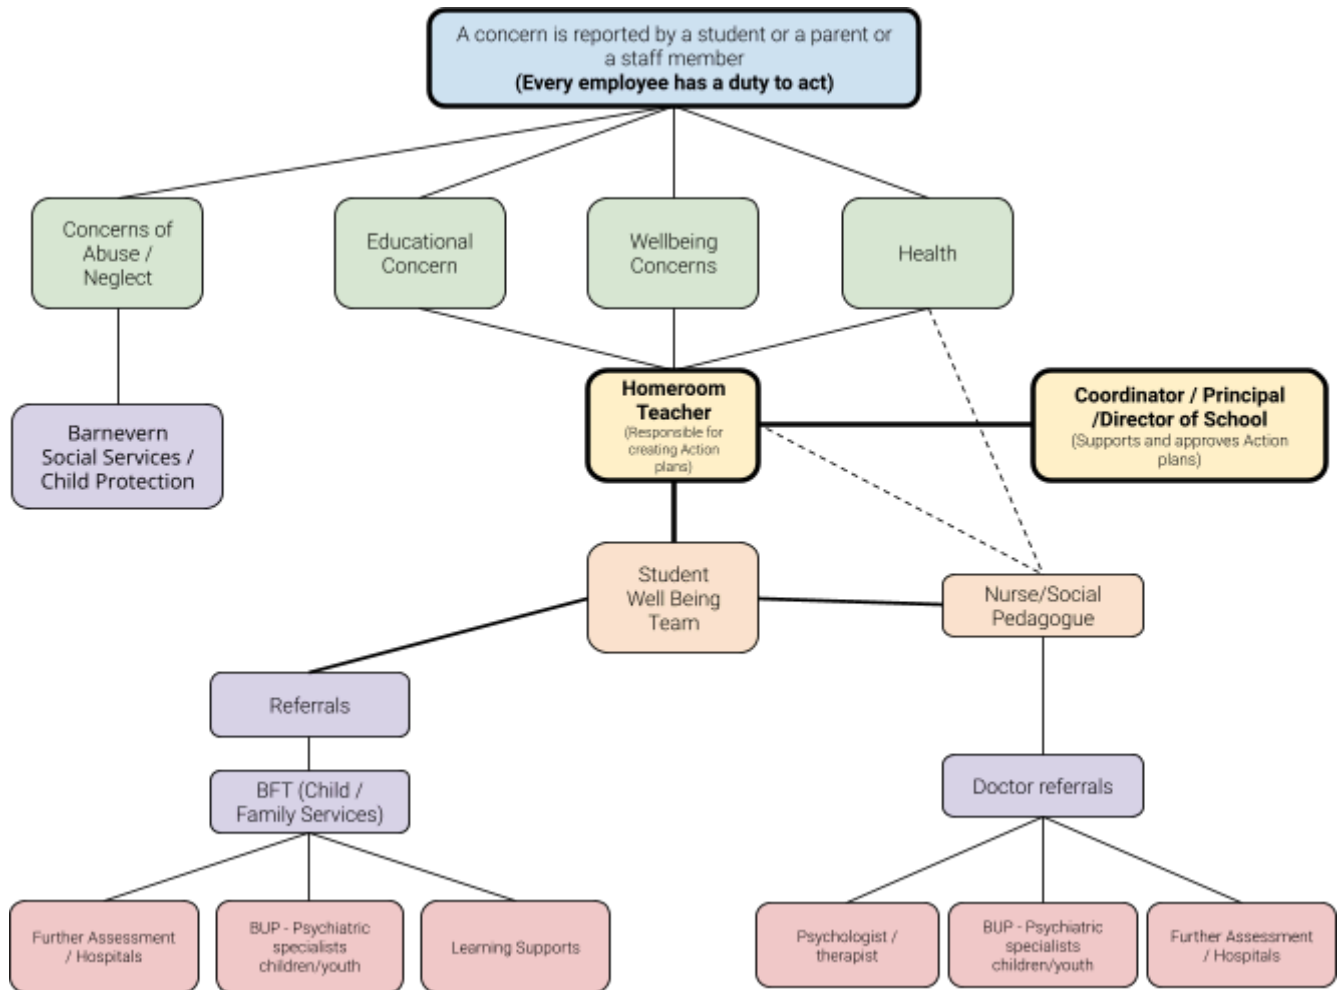 A concern is reported by a student or a parent or
a staff member
(Every employee has a duty to act)
Concerns of
Abuse /
Neglect
Educational
Concern
Wellbeing
Concerns
Health
Barnevern
Social Services /
Child Protection
Homeroom
Teacher
(Responsible for
creating Action
plans)
Coordinator / Principal
/Director of School
(Supports and approves Action
plans)
Student
Well Being
Team
Nurse/Social
Pedagogue
Referrals
BFT (Child /
Family Services)
Doctor referrals
Further Assessment
/ Hospitals
BUP - Psychiatric
specialists
children/youth
Learning Supports
Psychologist /
therapist
BUP - Psychiatric
specialists
children/youth
Further Assessment
/ Hospitals